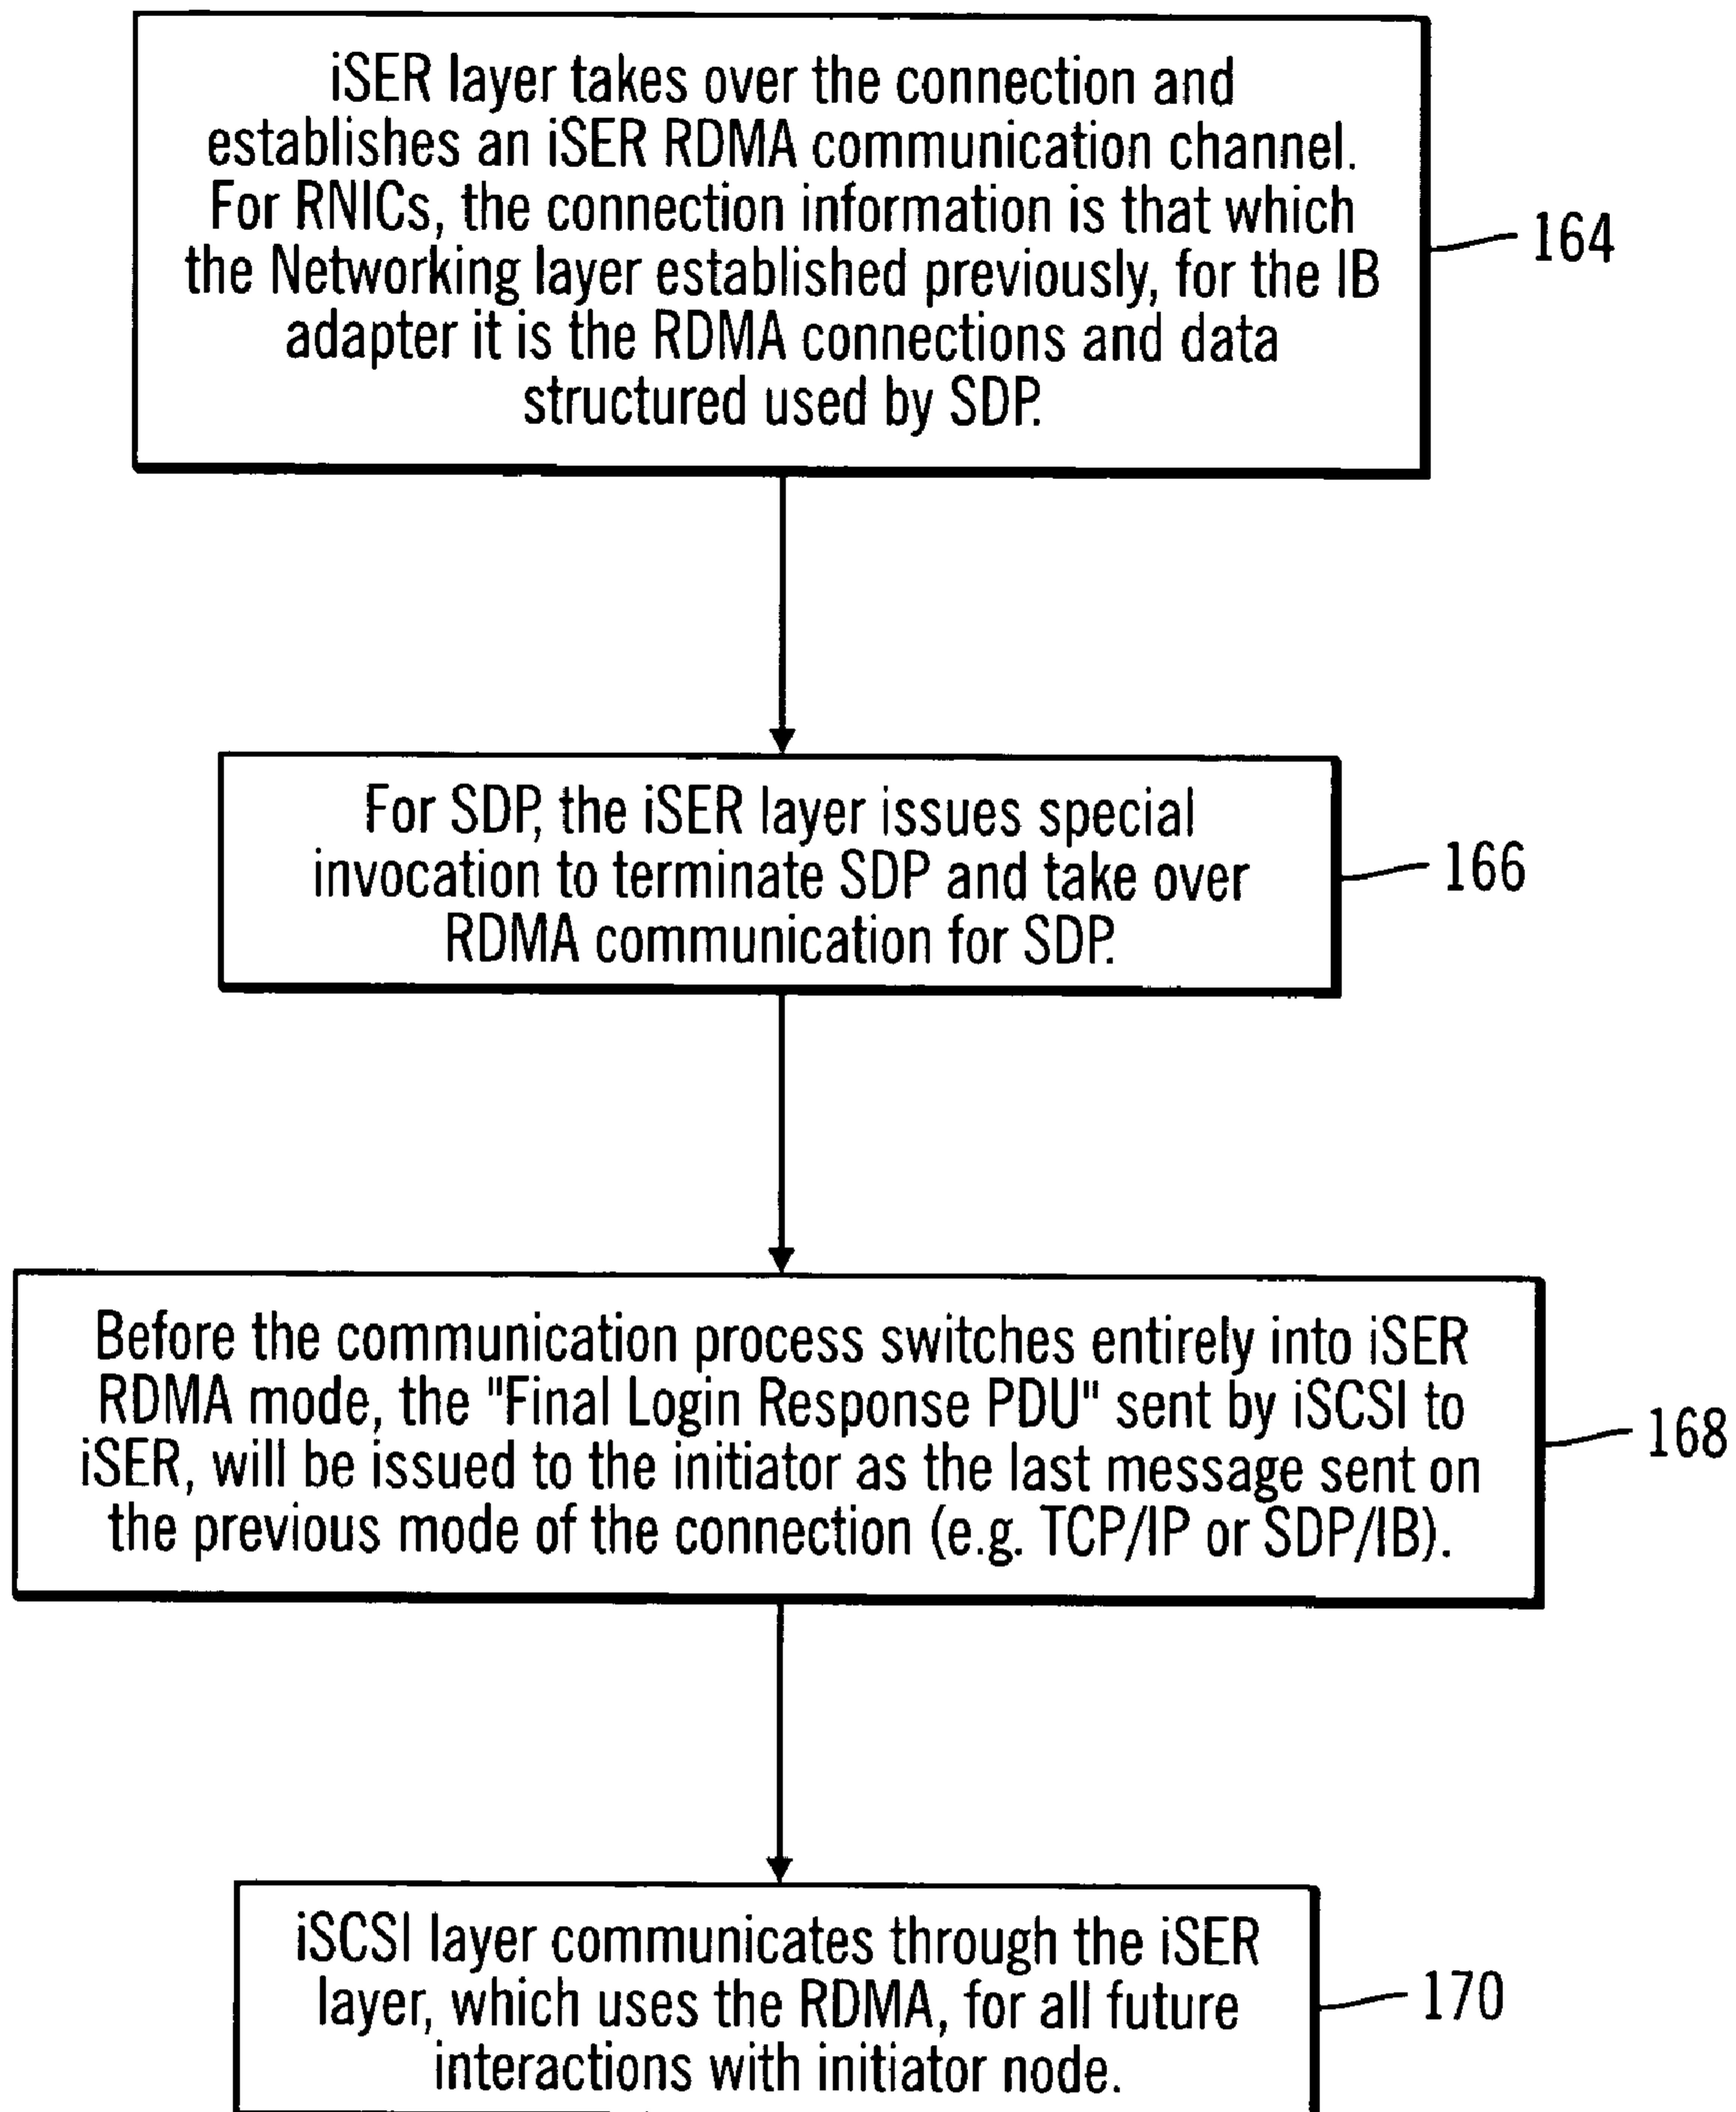 iSER layer takes over the connection and
establishes an iSER RDMA communication channel.
For RNICs, the connection information is that which
the Networking layer established previously, for the IB
adapter it is the RDMA connections and data
structured used by SDP.
164
For SDP, the iSER layer issues special
invocation to terminate SDP and take over
RDMA communication for SDP.
166
Before the communication process switches entirely into iSER
RDMA mode, the "Final Login Response PDU" sent by iSCSI to
iSER, will be issued to the initiator as the last message sent on
the previous mode of the connection (e.g. TCP/IP or SDP/IB).
168
iSCSI layer communicates through the iSER
layer, which uses the RDMA, for all future
interactions with initiator node.
170